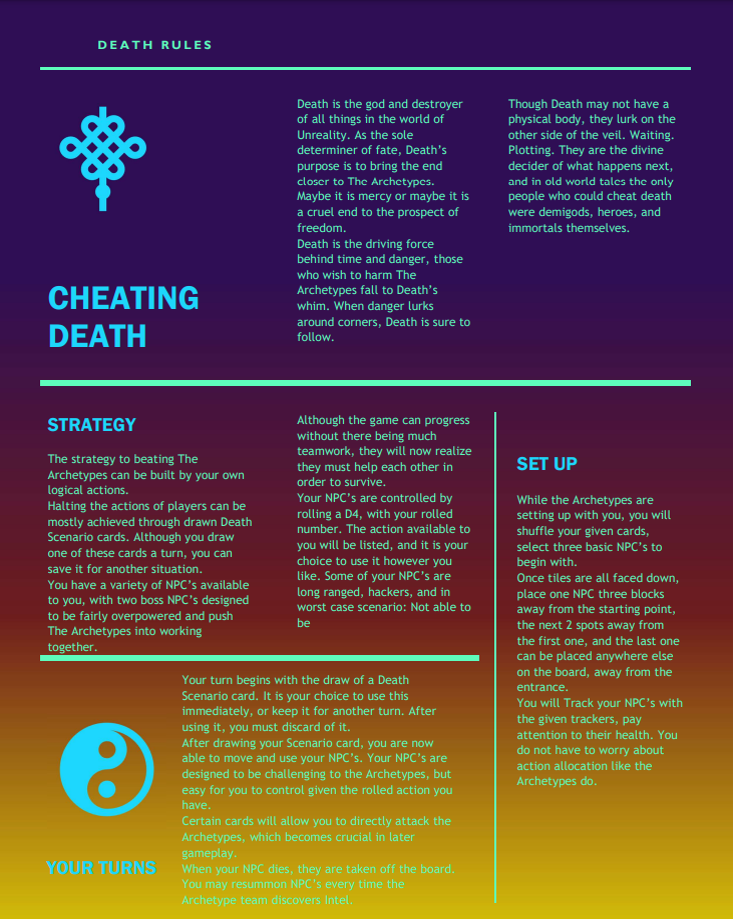 DEATH RULES
CHEATING
DEATH
Death is the god and destroyer
of all things in the world of
Unreality. As the sole
determiner of fate, Death’s
purpose is to bring the end
closer to The Archetypes.
Maybe it is mercy or maybe it is
a cruel end to the prospect of
freedom.
Death is the driving force
behind time and danger, those
who wish to harm The
Archetypes fall to Death’s
whim. When danger lurks
around corners, Death is sure to
follow.
Though Death may not have a
physical body, they lurk on the
other side of the veil. Waiting.
Plotting. They are the divine
decider of what happens next,
and in old world tales the only
people who could cheat death
were demigods, heroes, and
immortals themselves.
STRATEGY
The strategy to beating The
Archetypes can be built by your own
logical actions.
Halting the actions of players can be
mostly achieved through drawn Death
Scenario cards. Although you draw
one of these cards a turn, you can
save it for another situation.
You have a variety of NPC’s available
to you, with two boss NPC’s designed
to be fairly overpowered and push
The Archetypes into working
together.
Although the game can progress
without there being much
teamwork, they will now realize
they must help each other in
order to survive.
Your NPC’s are controlled by
rolling a D4, with your rolled
number. The action available to
you will be listed, and it is your
choice to use it however you
like. Some of your NPC’s are
long ranged, hackers, and in
worst case scenario: Not able to
be
SET UP
While the Archetypes are
setting up with you, you will
shuffle your given cards,
select three basic NPC’s to
begin with.
Once tiles are all faced down,
place one NPC three blocks
away from the starting point,
the next 2 spots away from
the first one, and the last one
can be placed anywhere else
on the board, away from the
entrance.
You will Track your NPC’s with
the given trackers, pay
attention to their health. You
do not have to worry about
action allocation like the
Archetypes do.
YOUR TURNS
Your turn begins with the draw of a Death
Scenario card. It is your choice to use this
immediately, or keep it for another turn. After
using it, you must discard of it.
After drawing your Scenario card, you are now
able to move and use your NPC’s. Your NPC’s are
designed to be challenging to the Archetypes, but
easy for you to control given the rolled action you
have.
Certain cards will allow you to directly attack the
Archetypes, which becomes crucial in later
gameplay.
When your NPC dies, they are taken off the board.
You may resummon NPC’s every time the
Archetype team discovers Intel.